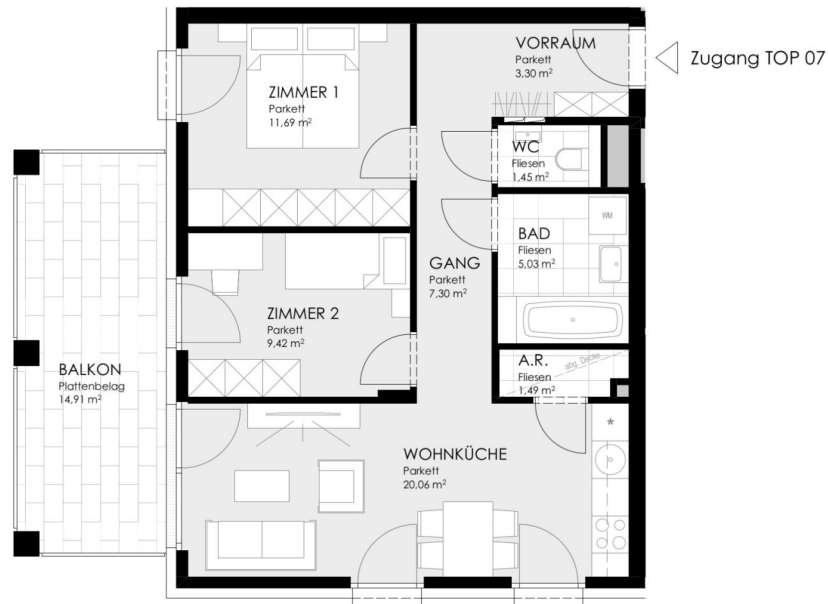 VORRAUM
Parkett
3,30 m²
Zugang TOP 07
ZIMMER 1
Parkett
11,69 m²
WC
Fliesen
1,45 m²
WM
BAD
Fliesen
5,03 m²
GANG
Parkett
7,30 m²
ZIMMER 2
Parkett
9,42 m²
BALKON
Plattenbelag
14,91 m²
A.R.
Fliesen
1,49 m²
abg. Decke
WOHNKÜCHE
Parkett
20,06 m²
*